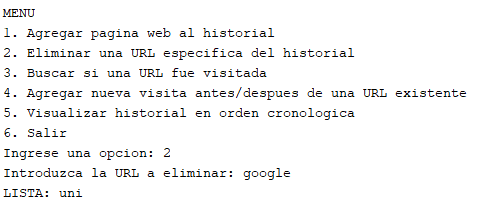 MENU
1. Agregar pagina web al historial
2. Eliminar una URL especifica del historial
3. Buscar si una URL fue visitada
4. Agregar nueva visita antes/despues de una URL existente
5. Visualizar historial en orden cronologica
6. Salir
Ingrese una opcion: 2
Introduzca la URL a eliminar: google
LISTA: uni